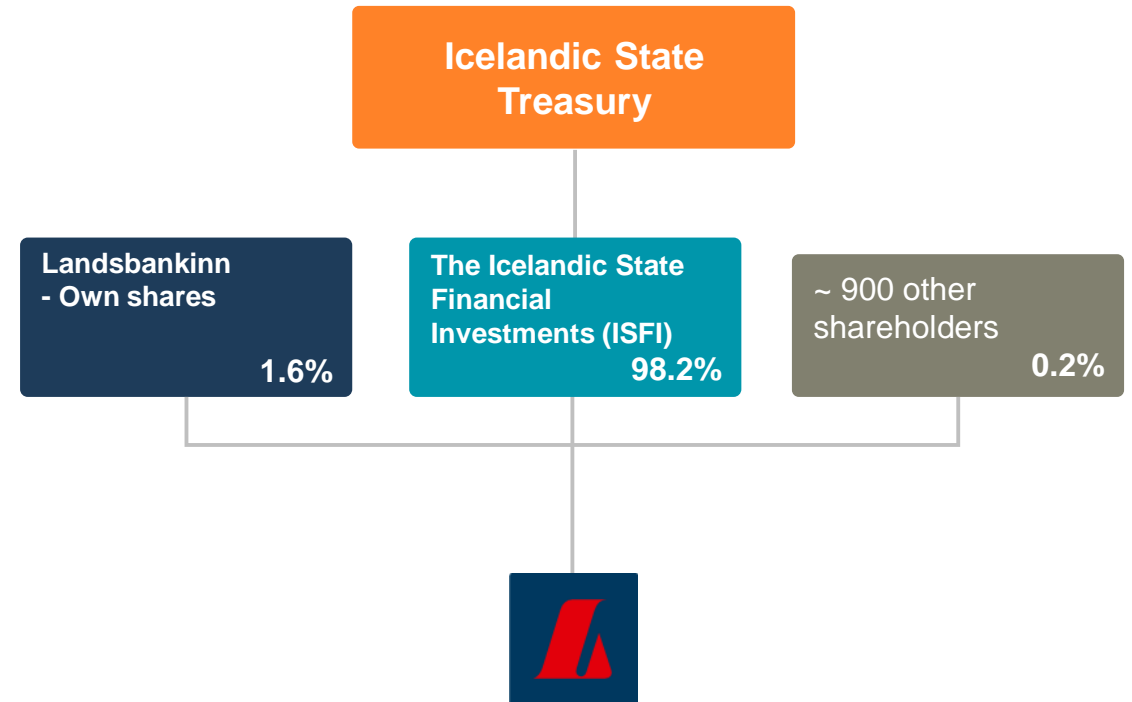 Icelandic State
Treasury
Landsbankinn
- Own shares
1.6%
The Icelandic State
Financial
Investments (ISFI)
98.2%
~ 900 other
shareholders
0.2%